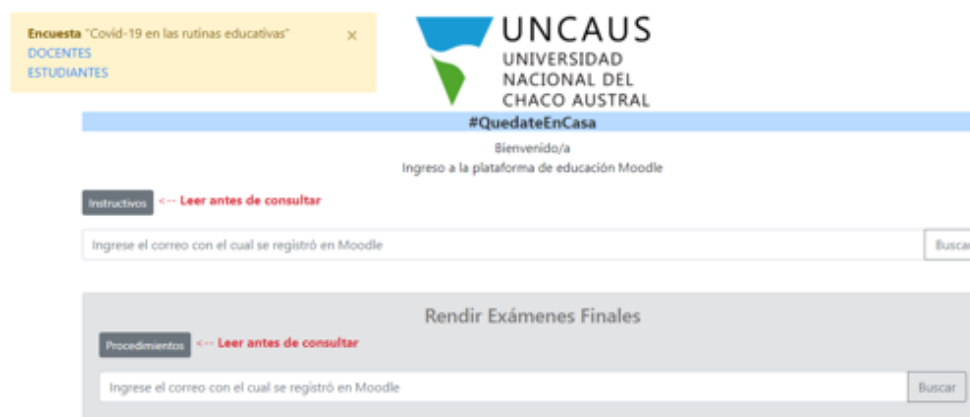 Encuesta "Covid-19 en las rutinas educativas" ×
DOCENTES
ESTUDIANTES
UNCAUS
UNIVERSIDAD
NACIONAL DEL
CHACO AUSTRAL
#QuedateEnCasa
Bienvenido/a
Ingreso a la plataforma de educación Moodle
Instructivos <-- Leer antes de consultar
Ingrese el correo con el cual se registró en Moodle Buscar
Rendir Exámenes Finales
Procedimientos <-- Leer antes de consultar
Ingrese el correo con el cual se registró en Moodle Buscar